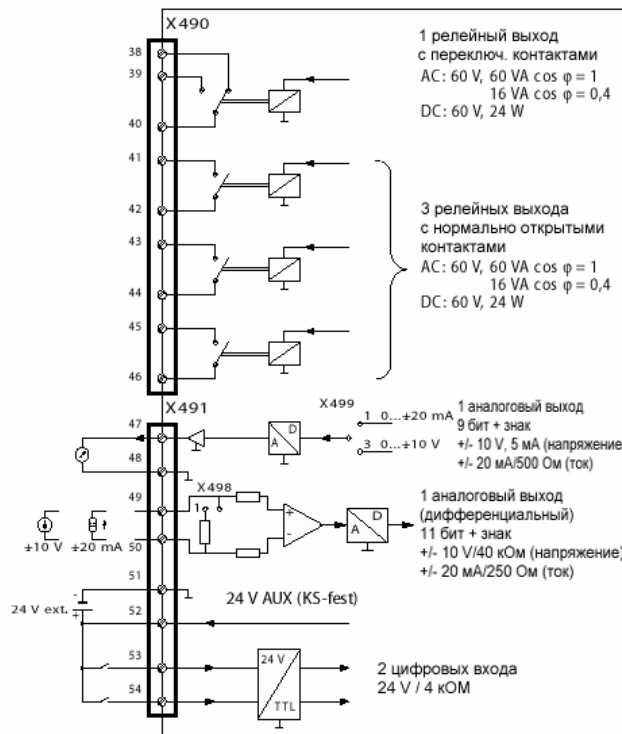 X490
38
39
40
41
42
43
44
45
46
1 релейный выход
с переключ. контактами
AC: 60 V, 60 VA cos φ = 1
16 VA cos φ = 0,4
DC: 60 V, 24 W
3 релейных выхода
с нормально открытыми
контактами
AC: 60 V, 60 VA cos φ = 1
16 VA cos φ = 0,4
DC: 60 V, 24 W
X491
47
48
49
50
51
52
53
54
D
A
X499
1 0...±20 mA
3 0...±10 V
1 аналоговый выход
9 бит + знак
+/- 10 V, 5 мА (напряжение)
+/- 20 мА/500 Ом (ток)
X498
1
+
-
D
A
±10 V
±20 mA
1 аналоговый выход
(дифференциальный)
11 бит + знак
+/- 10 V/40 кОм (напряжение)
+/- 20 мА/250 Ом (ток)
-
24 V ext.
+
24 V AUX (KS-fest)
24 V
TTL
2 цифровых входа
24 V / 4 кОМ